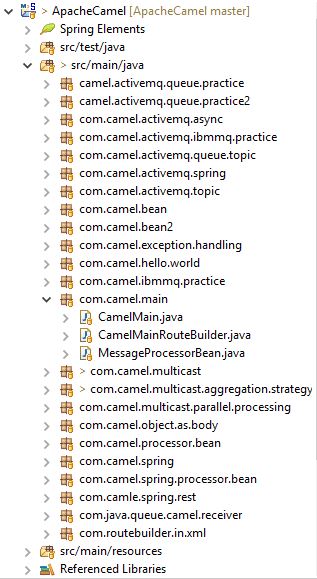 > ApacheCamel [ApacheCamel master]
Spring Elements
src/test/java
> src/main/java
camel.activemq.queue.practice
camel.activemq.queue.practice2
com.camel.activemq.async
com.camel.activemq.ibmmq.practice
com.camel.activemq.queue.topic
com.camel.activemq.spring
com.camel.activemq.topic
com.camel.bean
com.camel.bean2
com.camel.exception.handling
com.camel.hello.world
com.camel.ibmmq.practice
com.camel.main
CamelMain.java
CamelMainRouteBuilder.java
MessageProcessorBean.java
> com.camel.multicast
> com.camel.multicast.aggregation.strategy
com.camel.multicast.parallel.processing
com.camel.object.as.body
com.camel.processor.bean
com.camel.spring
com.camel.spring.processor.bean
com.camle.spring.rest
com.java.queue.camel.receiver
com.routebuilder.in.xml
src/main/resources
Referenced Libraries